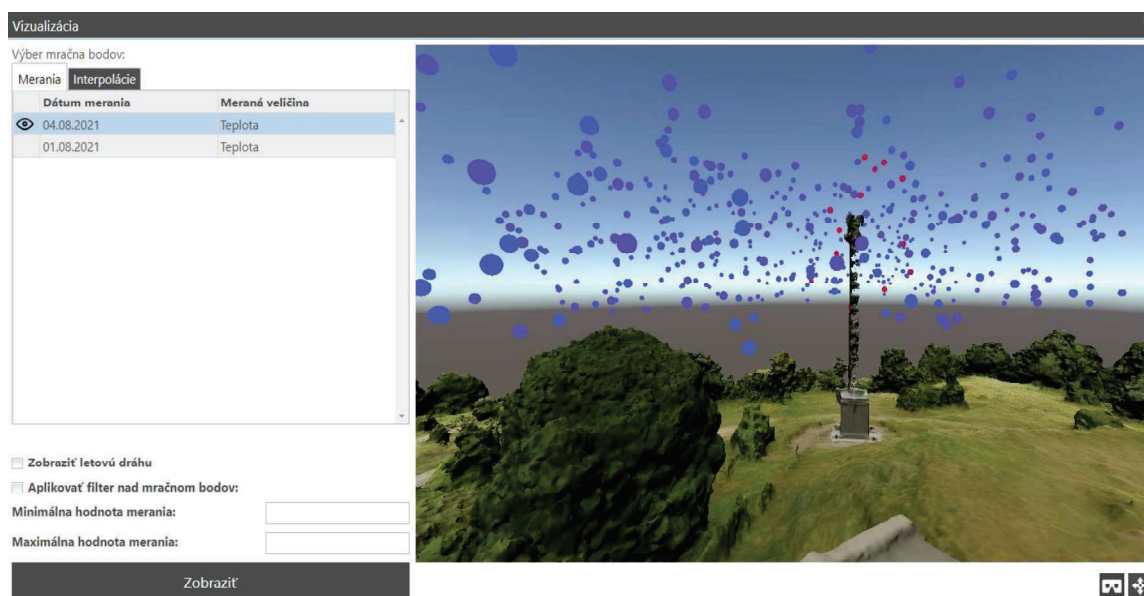 Vizualizácia
Výber mračna bodov:
Merania Interpolácie
Dátum merania Meraná veličina
04.08.2021 Teplota
01.08.2021 Teplota
Zobraziť letovú dráhu
Aplikovať filter nad mračnom bodov:
Minimálna hodnota merania:
Maximálna hodnota merania:
Zobraziť